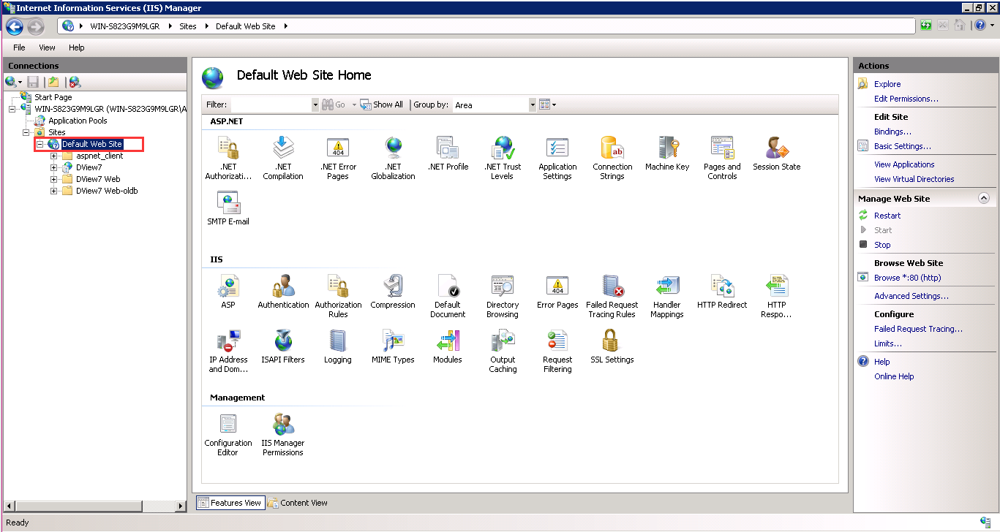 Internet Information Services (IIS) Manager
WIN-S823G9M9LGR
Sites
Default Web Site
File
View
Help
Connections
Start Page
WIN-S823G9M9LGR (WIN-S823G9M9LGR\A
Application Pools
Sites
Default Web Site
aspnet_client
DView7
DView7 Web
DView7 Web-oldb
Default Web Site Home
Filter:
Go
Show All
Group by:
Area
ASP.NET
.NET
Authorizati...
.NET
Compilation
.NET Error
Pages
.NET
Globalization
.NET Profile
.NET Trust
Levels
Application
Settings
Connection
Strings
Machine Key
Pages and
Controls
Session State
SMTP E-mail
IIS
ASP
Authentication
Authorization
Rules
Compression
Default
Document
Directory
Browsing
Error Pages
Failed Request
Tracing Rules
Handler
Mappings
HTTP Redirect
HTTP
Respo...
IP Address
and Dom...
ISAPI Filters
Logging
MIME Types
Modules
Output
Caching
Request
Filtering
SSL Settings
Management
Configuration
Editor
IIS Manager
Permissions
Features View
Content View
Actions
Explore
Edit Permissions...
Edit Site
Bindings...
Basic Settings...
View Applications
View Virtual Directories
Manage Web Site
Restart
Start
Stop
Browse Web Site
Browse *:80 (http)
Advanced Settings...
Configure
Failed Request Tracing...
Limits...
Help
Online Help
Ready